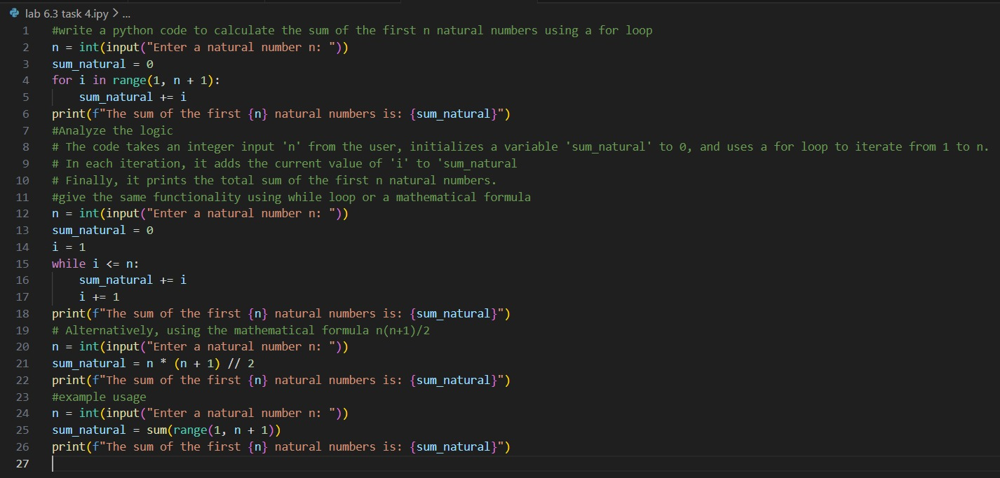 lab 6.3 task 4.ipy > ...
1 #write a python code to calculate the sum of the first n natural numbers using a for loop
2 n = int(input("Enter a natural number n: "))
3 sum_natural = 0
4 for i in range(1, n + 1):
5     sum_natural += i
6 print(f"The sum of the first {n} natural numbers is: {sum_natural}")
7 #Analyze the logic
8 # The code takes an integer input 'n' from the user, initializes a variable 'sum_natural' to 0, and uses a for loop to iterate from 1 to n.
9 # In each iteration, it adds the current value of 'i' to 'sum_natural
10 # Finally, it prints the total sum of the first n natural numbers.
11 #give the same functionality using while loop or a mathematical formula
12 n = int(input("Enter a natural number n: "))
13 sum_natural = 0
14 i = 1
15 while i <= n:
16     sum_natural += i
17     i += 1
18 print(f"The sum of the first {n} natural numbers is: {sum_natural}")
19 # Alternatively, using the mathematical formula n(n+1)/2
20 n = int(input("Enter a natural number n: "))
21 sum_natural = n * (n + 1) // 2
22 print(f"The sum of the first {n} natural numbers is: {sum_natural}")
23 #example usage
24 n = int(input("Enter a natural number n: "))
25 sum_natural = sum(range(1, n + 1))
26 print(f"The sum of the first {n} natural numbers is: {sum_natural}")
27